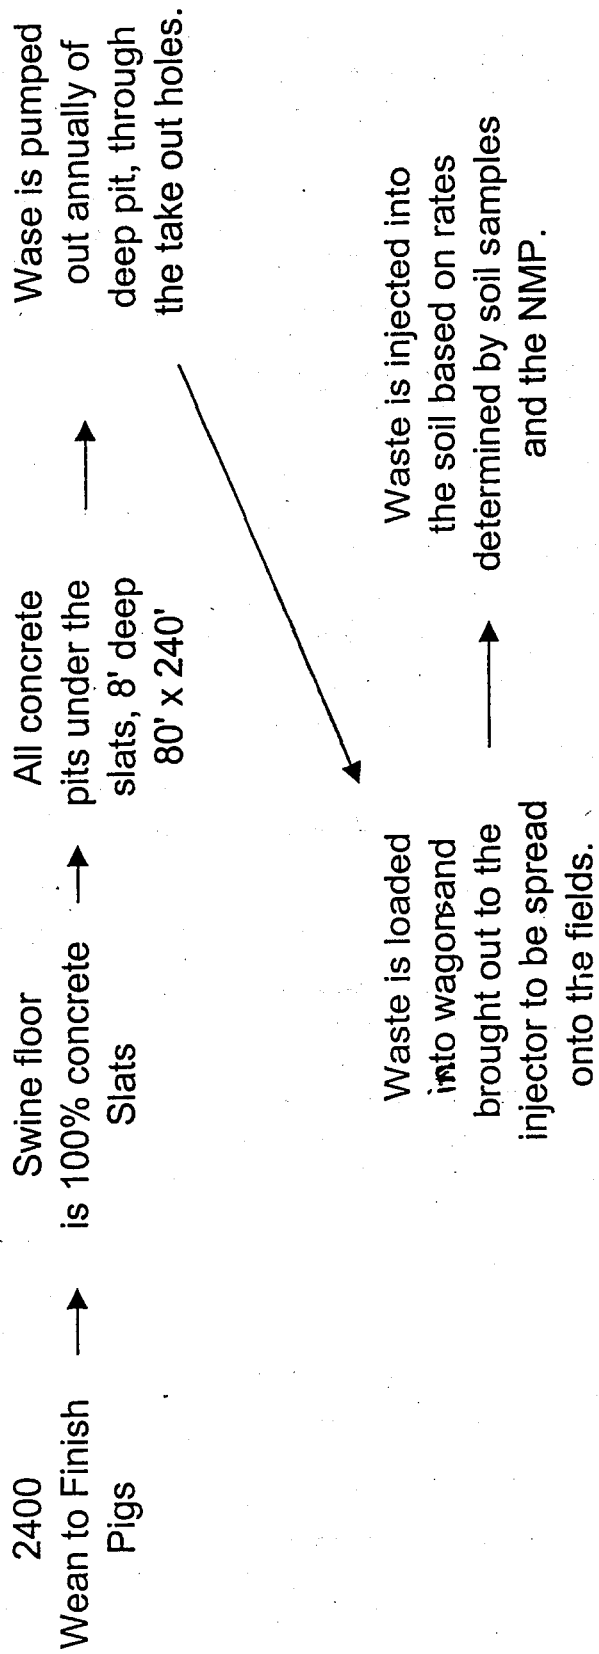 2400
Wean to Finish
Pigs
Swine floor
is 100% concrete
Slats
All concrete
pits under the
slats, 8' deep
80' x 240'
Wase is pumped
out annually of
deep pit, through
the take out holes.
Waste is loaded
into wagons and
brought out to the
injector to be spread
onto the fields.
Waste is injected into
the soil based on rates
determined by soil samples
and the NMP.